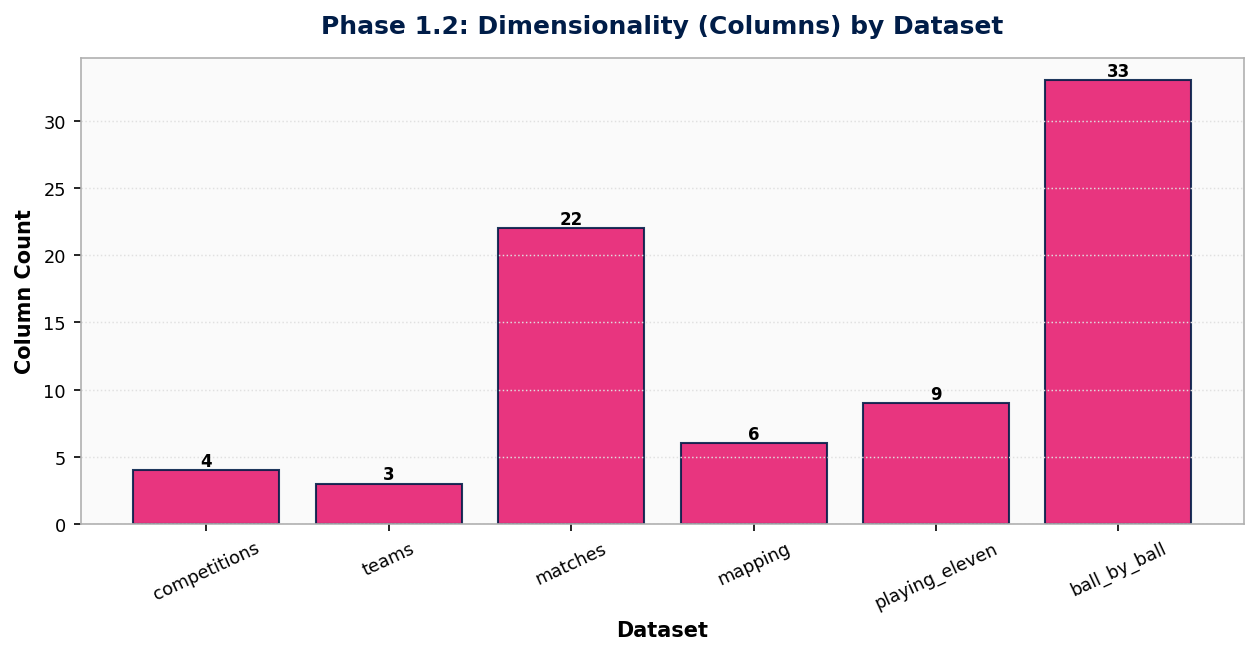 Phase 1.2: Dimensionality (Columns) by Dataset
Column Count
30
25
20
15
10
5
0
4
3
22
6
9
33
competitions
teams
matches
mapping
playing_eleven
ball_by_ball
Dataset